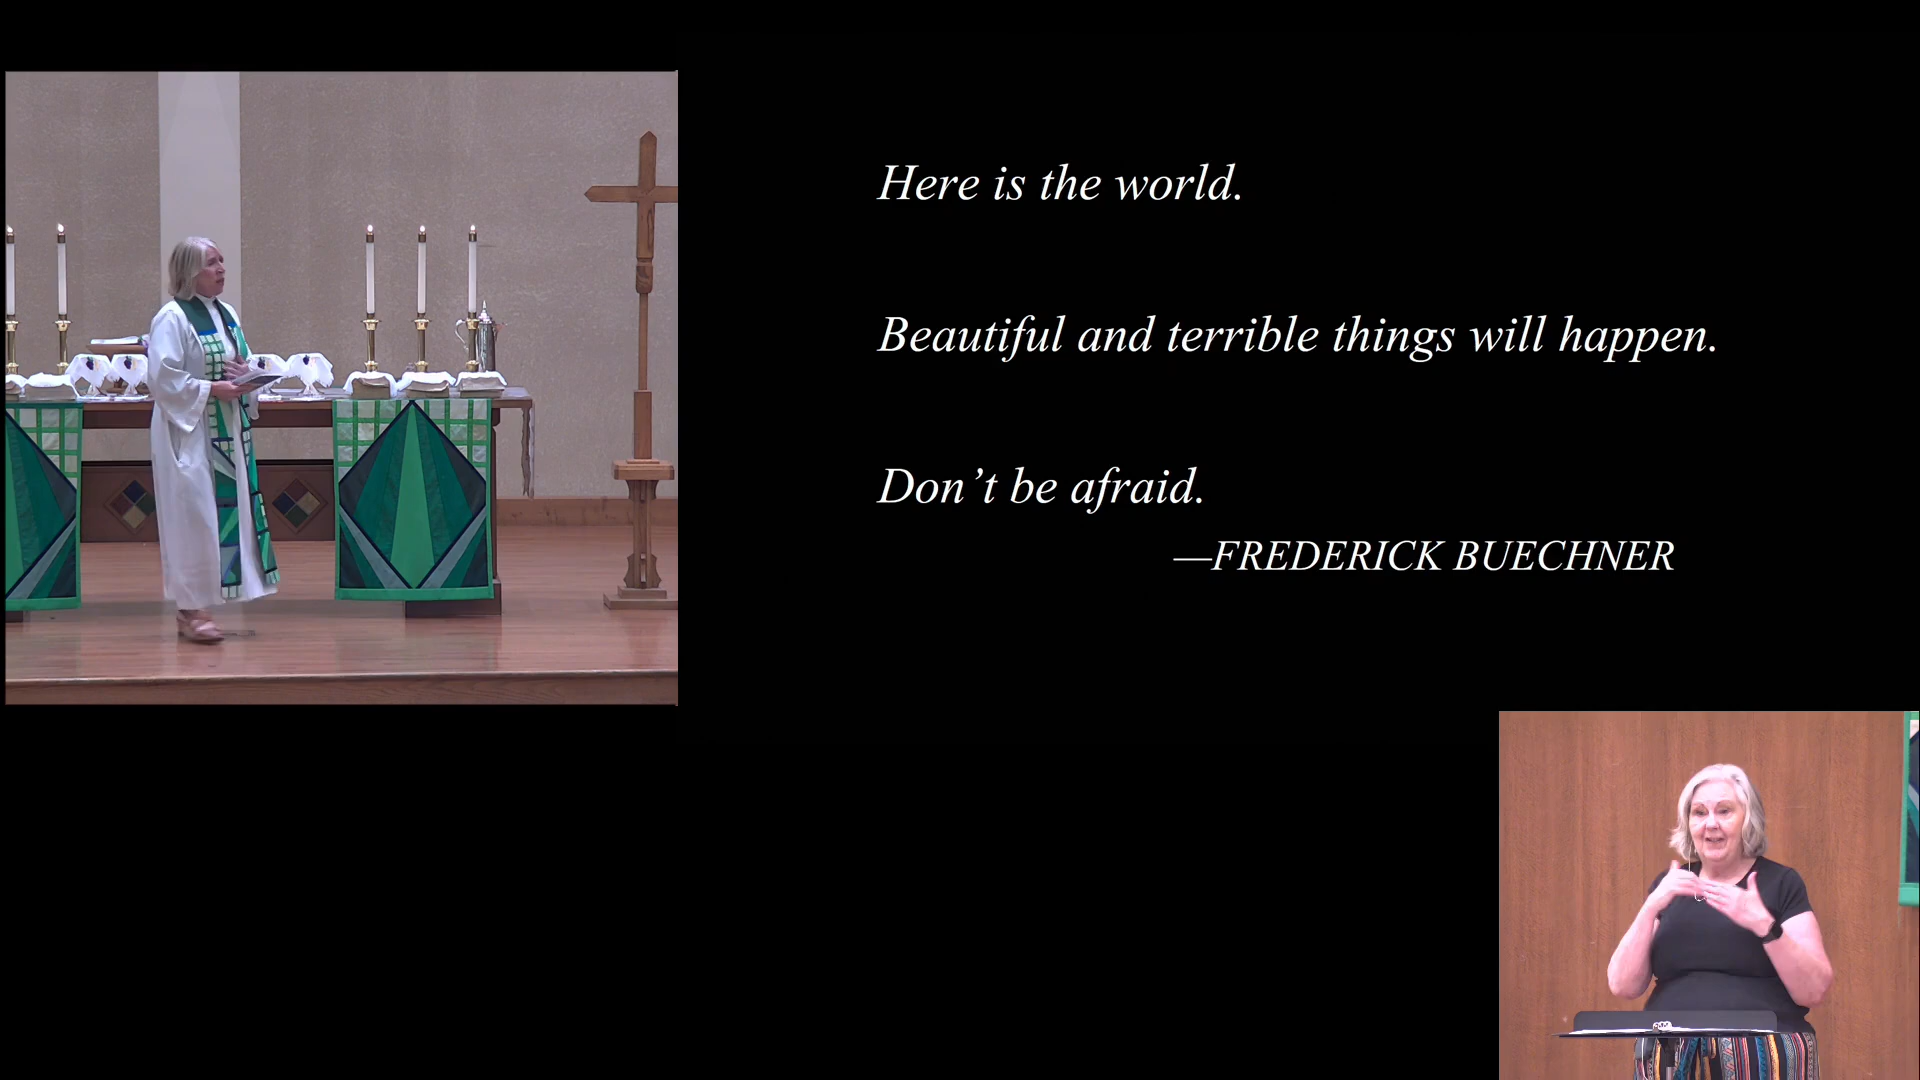 Here is the world.
Beautiful and terrible things will happen.
Don’t be afraid.
—FREDERICK BUECHNER